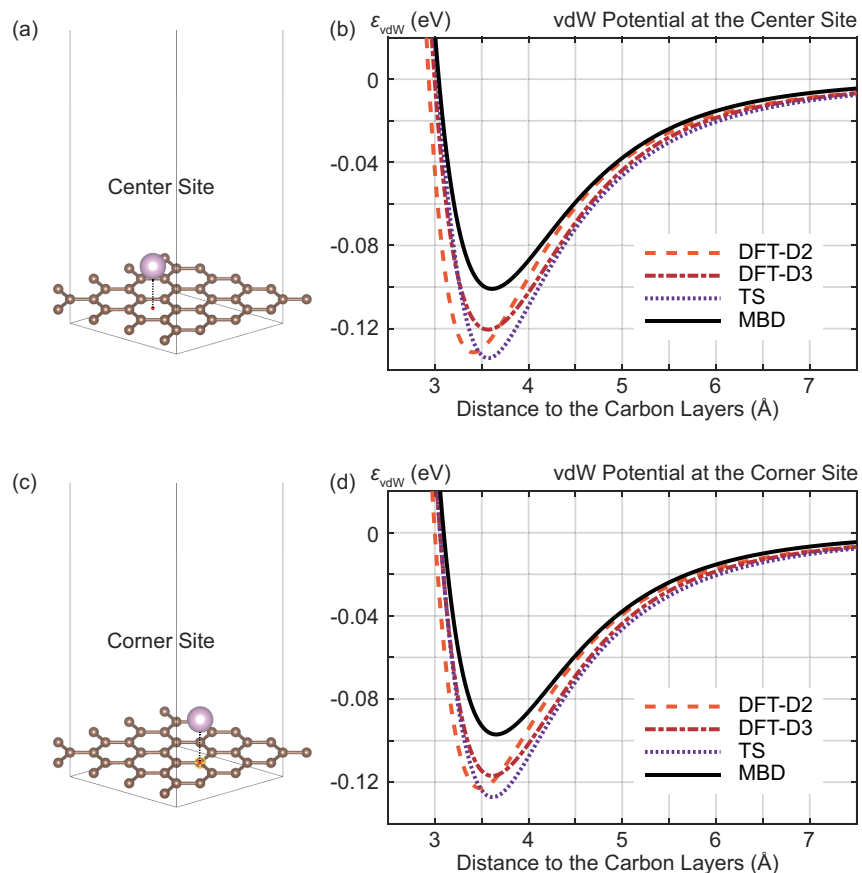 (a)
Center Site
(b)
ε_vdW (eV) vdW Potential at the Center Site
0
-0.04
-0.08
-0.12
DFT-D2
DFT-D3
TS
MBD
3 4 5 6 7
Distance to the Carbon Layers (Å)
(c)
Corner Site
(d)
ε_vdW (eV) vdW Potential at the Corner Site
0
-0.04
-0.08
-0.12
DFT-D2
DFT-D3
TS
MBD
3 4 5 6 7
Distance to the Carbon Layers (Å)